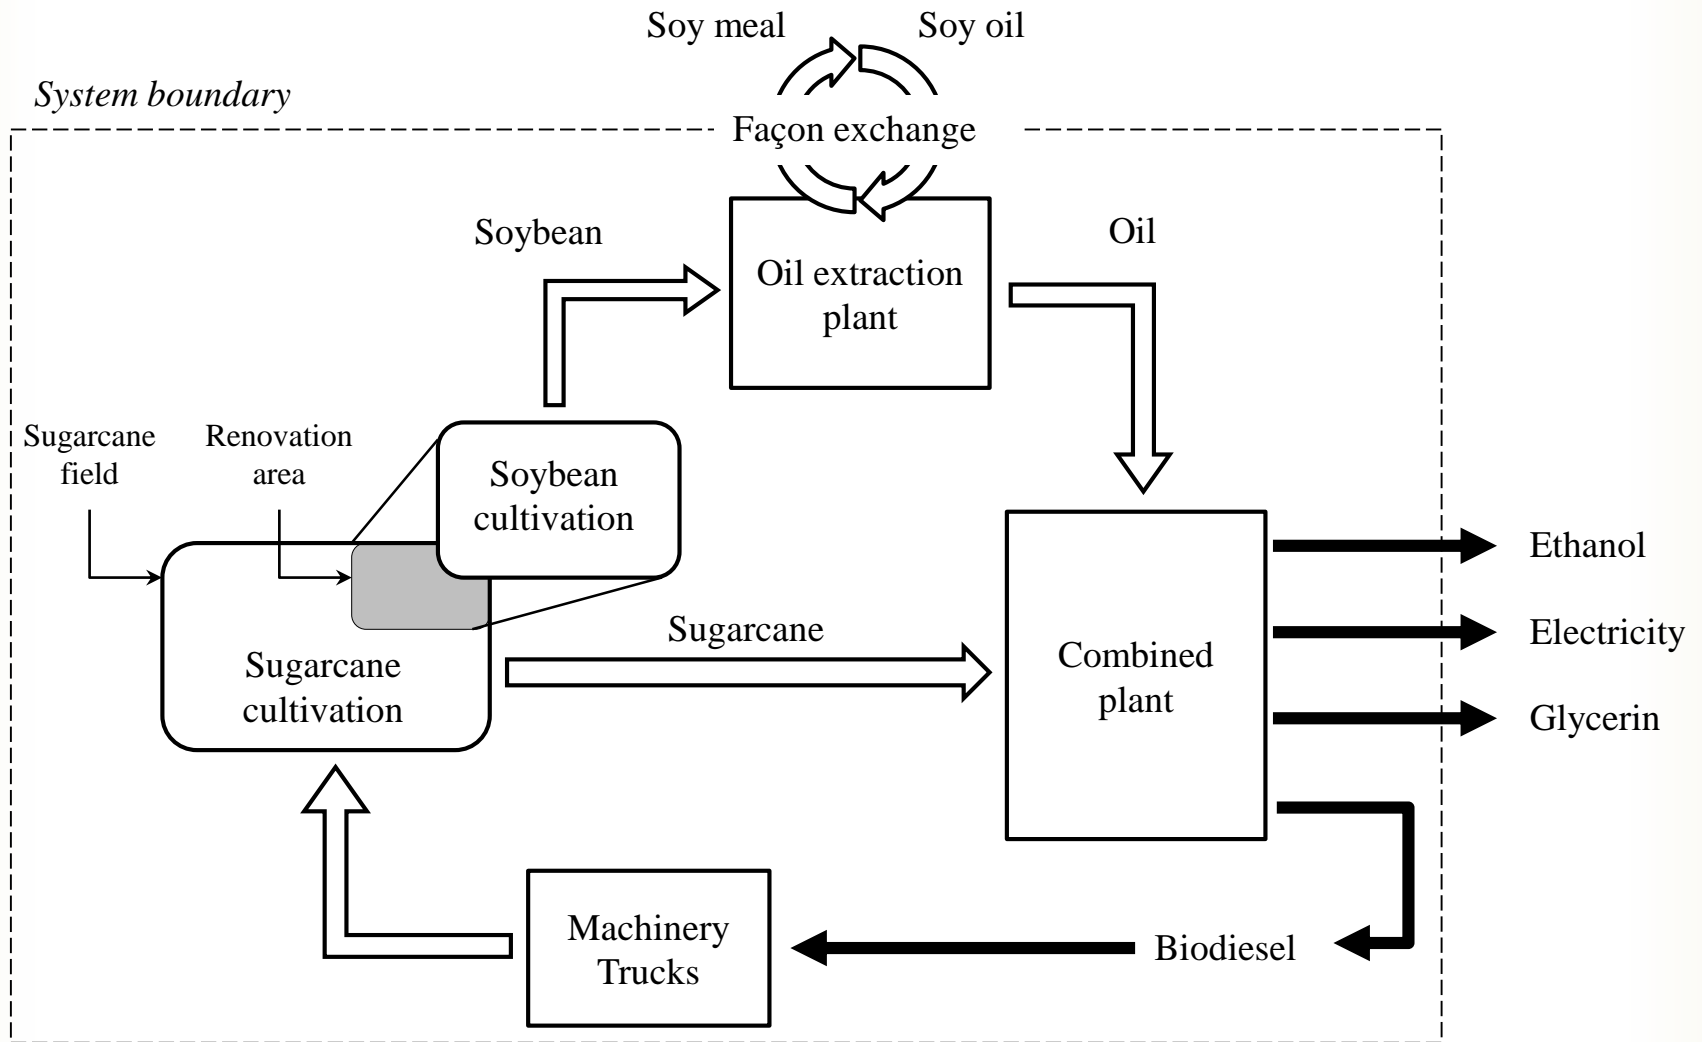 Soy meal
Soy oil
System boundary
Façon exchange
Soybean
Oil
Oil extraction
plant
Sugarcane
field
Renovation
area
Soybean
cultivation
Ethanol
Sugarcane
Electricity
Combined
plant
Sugarcane
cultivation
Glycerin
Machinery
Trucks
Biodiesel